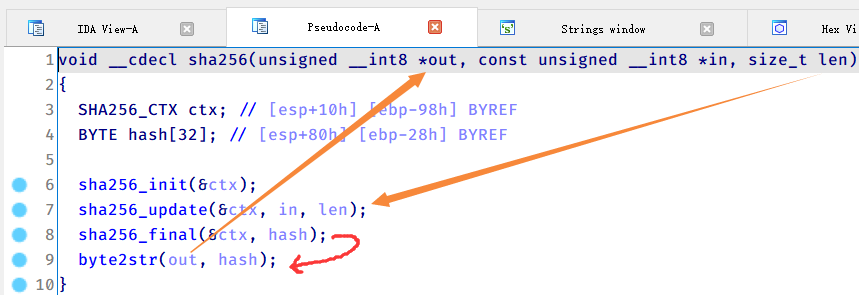 IDA View-A
Pseudocode-A
's'
Strings window
Hex Vi
1 void __cdecl sha256(unsigned __int8 *out, const unsigned __int8 *in, size_t len)
2 {
3 SHA256_CTX ctx; // [esp+10h] [ebp-98h] BYREF
4 BYTE hash[32]; // [esp+80h] [ebp-28h] BYREF
5
6 sha256_init(&ctx);
7 sha256_update(&ctx, in, len);
8 sha256_final(&ctx, hash);
9 byte2str(out, hash);
10 }